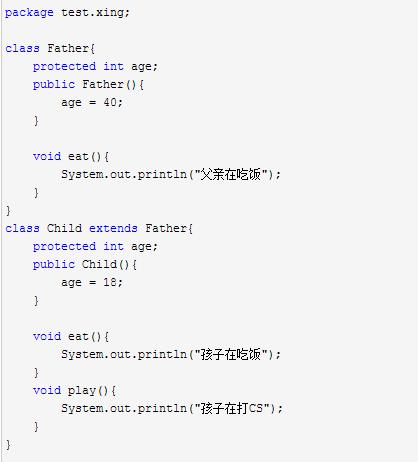 package test.xing;

class Father{
    protected int age;
    public Father(){
        age = 40;
    }

    void eat(){
        System.out.println("父亲在吃饭");
    }
}
class Child extends Father{
    protected int age;
    public Child(){
        age = 18;
    }

    void eat(){
        System.out.println("孩子在吃饭");
    }
    void play(){
        System.out.println("孩子在打CS");
    }
}